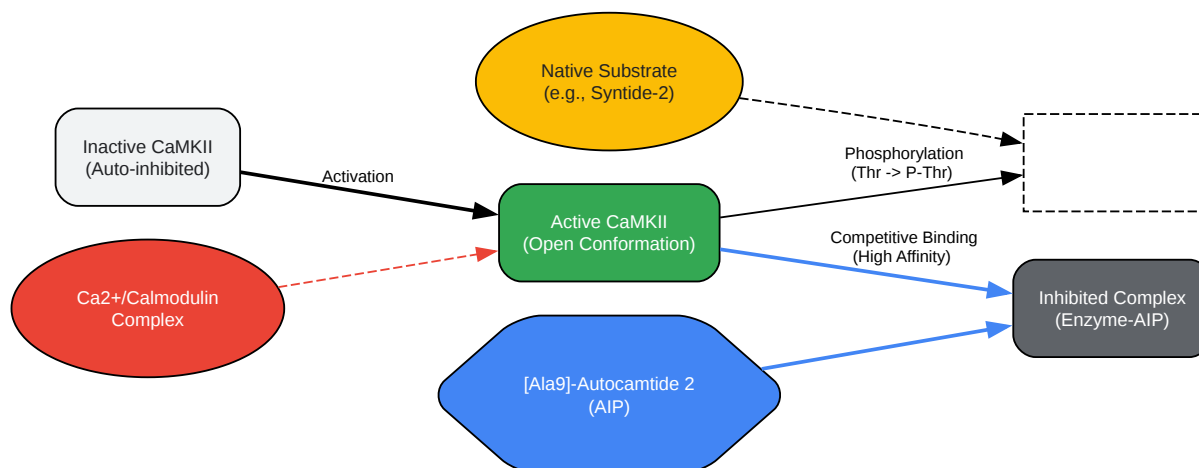 Native Substrate
(e.g., Syntide-2)
Inactive CaMKII
(Auto-inhibited)
Activation
Phosphorylation
(Thr -> P-Thr)
Active CaMKII
(Open Conformation)
Competitive Binding
(High Affinity)
Ca2+/Calmodulin
Complex
Inhibited Complex
(Enzyme-AIP)
[Ala9]-Autocamtide 2
(AIP)